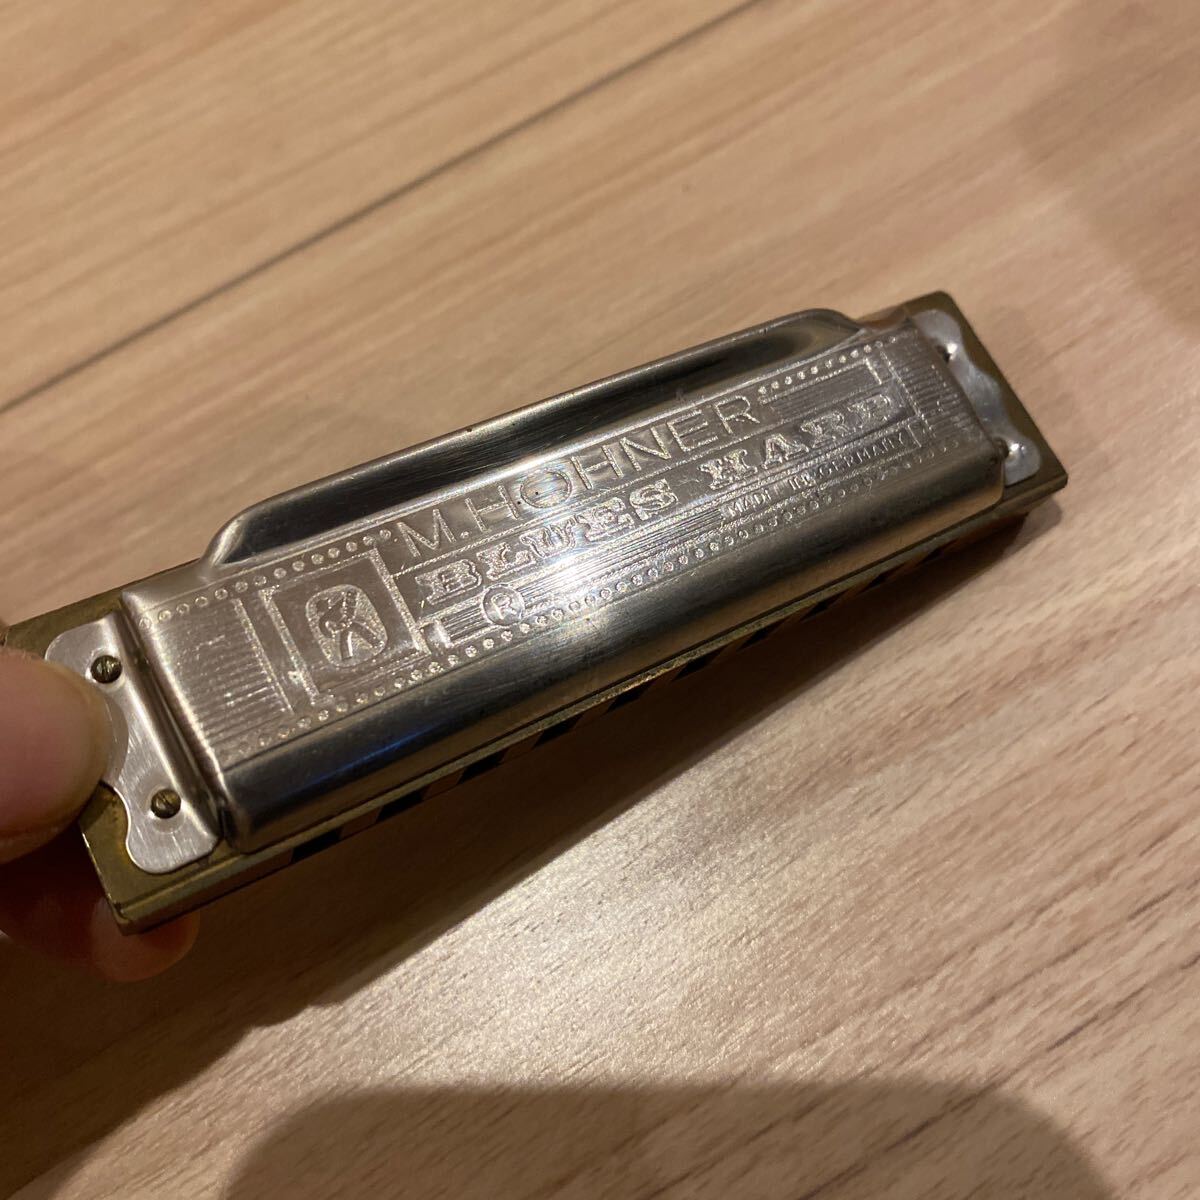 M. HOHNER
BLUES HARP
®
MADE IN GERMANY